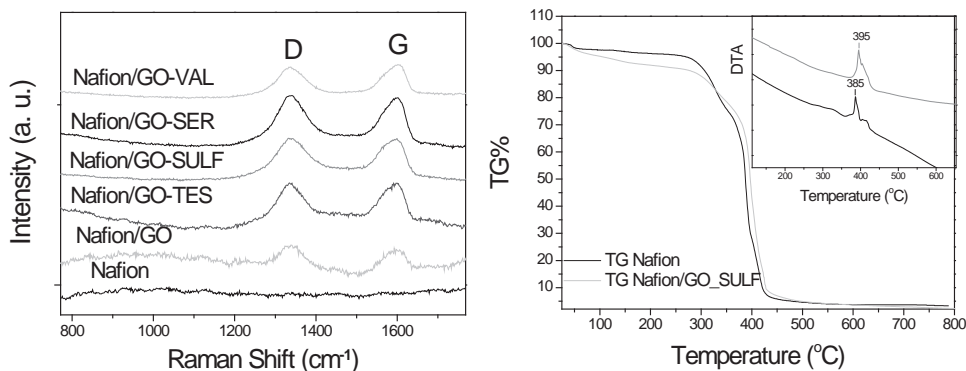 D
G
Nafion/GO-VAL
Nafion/GO-SER
Nafion/GO-SULF
Nafion/GO-TES
Nafion/GO
Nafion
Intensity (a. u.)
800
1000
1200
1400
1600
Raman Shift (cm⁻¹)
110
100
90
80
70
60
50
40
30
20
10
TG%
TG Nafion
TG Nafion/GO_SULF
100
200
300
400
500
600
700
800
Temperature (°C)
DTA
395
385
200
300
400
500
600
Temperature (°C)